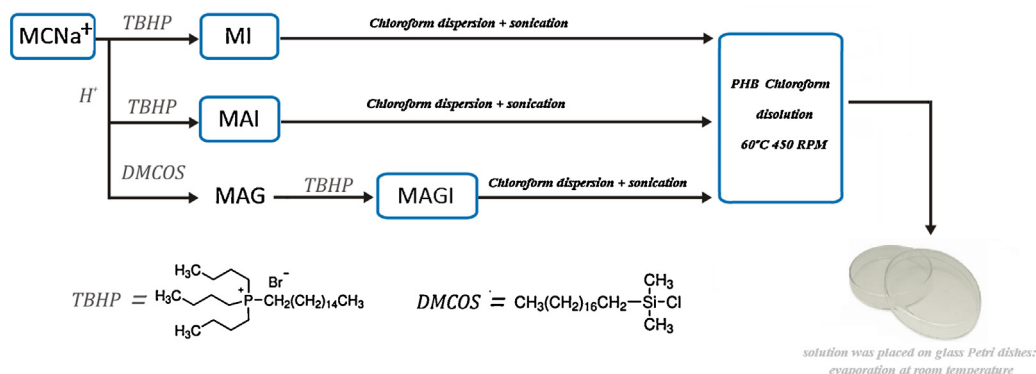 MCNa⁺
TBHP
MI
Chloroform dispersion + sonication
H⁺
TBHP
MAI
Chloroform dispersion + sonication
PHB Chloroform
disolution
60°C 450 RPM
DMCOS
MAG
TBHP
MAGI
Chloroform dispersion + sonication
TBHP =
H₃C
H₃C
H₃C
P⁺
Br⁻
CH₂(CH₂)₁₄CH₃
DMCOS =
CH₃(CH₂)₁₆CH₂
CH₃
Si
Cl
CH₃
solution was placed on glass Petri dishes:
evaporation at room temperature